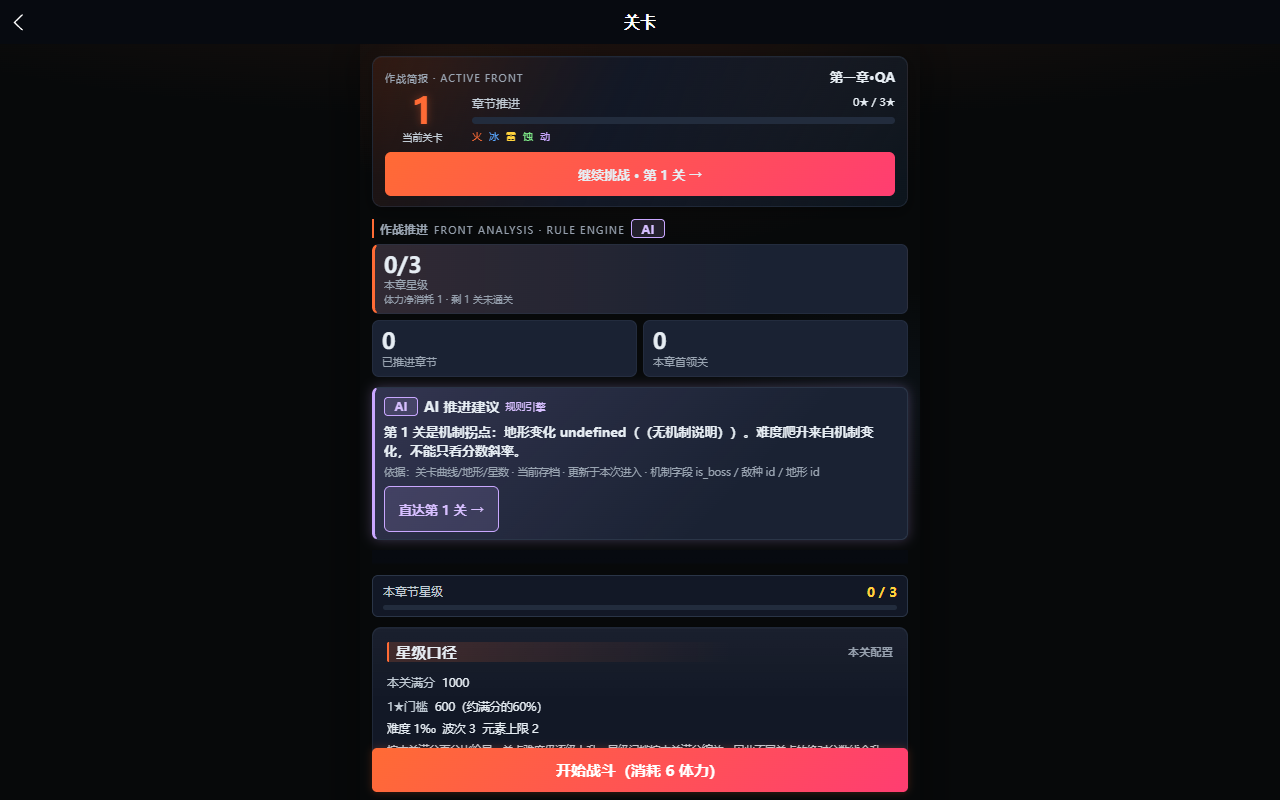 关卡
作战简报 · ACTIVE FRONT
第一章•QA
1
当前关卡
章节推进
0★ / 3★
火 冰 雷 蚀 动
继续挑战 • 第 1 关 →
作战推进 FRONT ANALYSIS · RULE ENGINE AI
0/3
本章星级
体力净消耗 1 · 剩 1 关未通关
0
已推进章节
0
本章首领关
AI AI 推进建议 规则引擎
第 1 关是机制拐点：地形变化 undefined（（无机制说明））。难度爬升来自机制变
化，不能只看分数斜率。
依据：关卡曲线/地形/星数 · 当前存档 · 更新于本次进入 · 机制字段 is_boss / 敌种 id / 地形 id
直达第 1 关 →
本章节星级
0 / 3
星级口径
本关配置
本关满分 1000
1★门槛 600（约满分的60%）
难度 1‰ 波次 3 元素上限 2
开始战斗（消耗 6 体力）